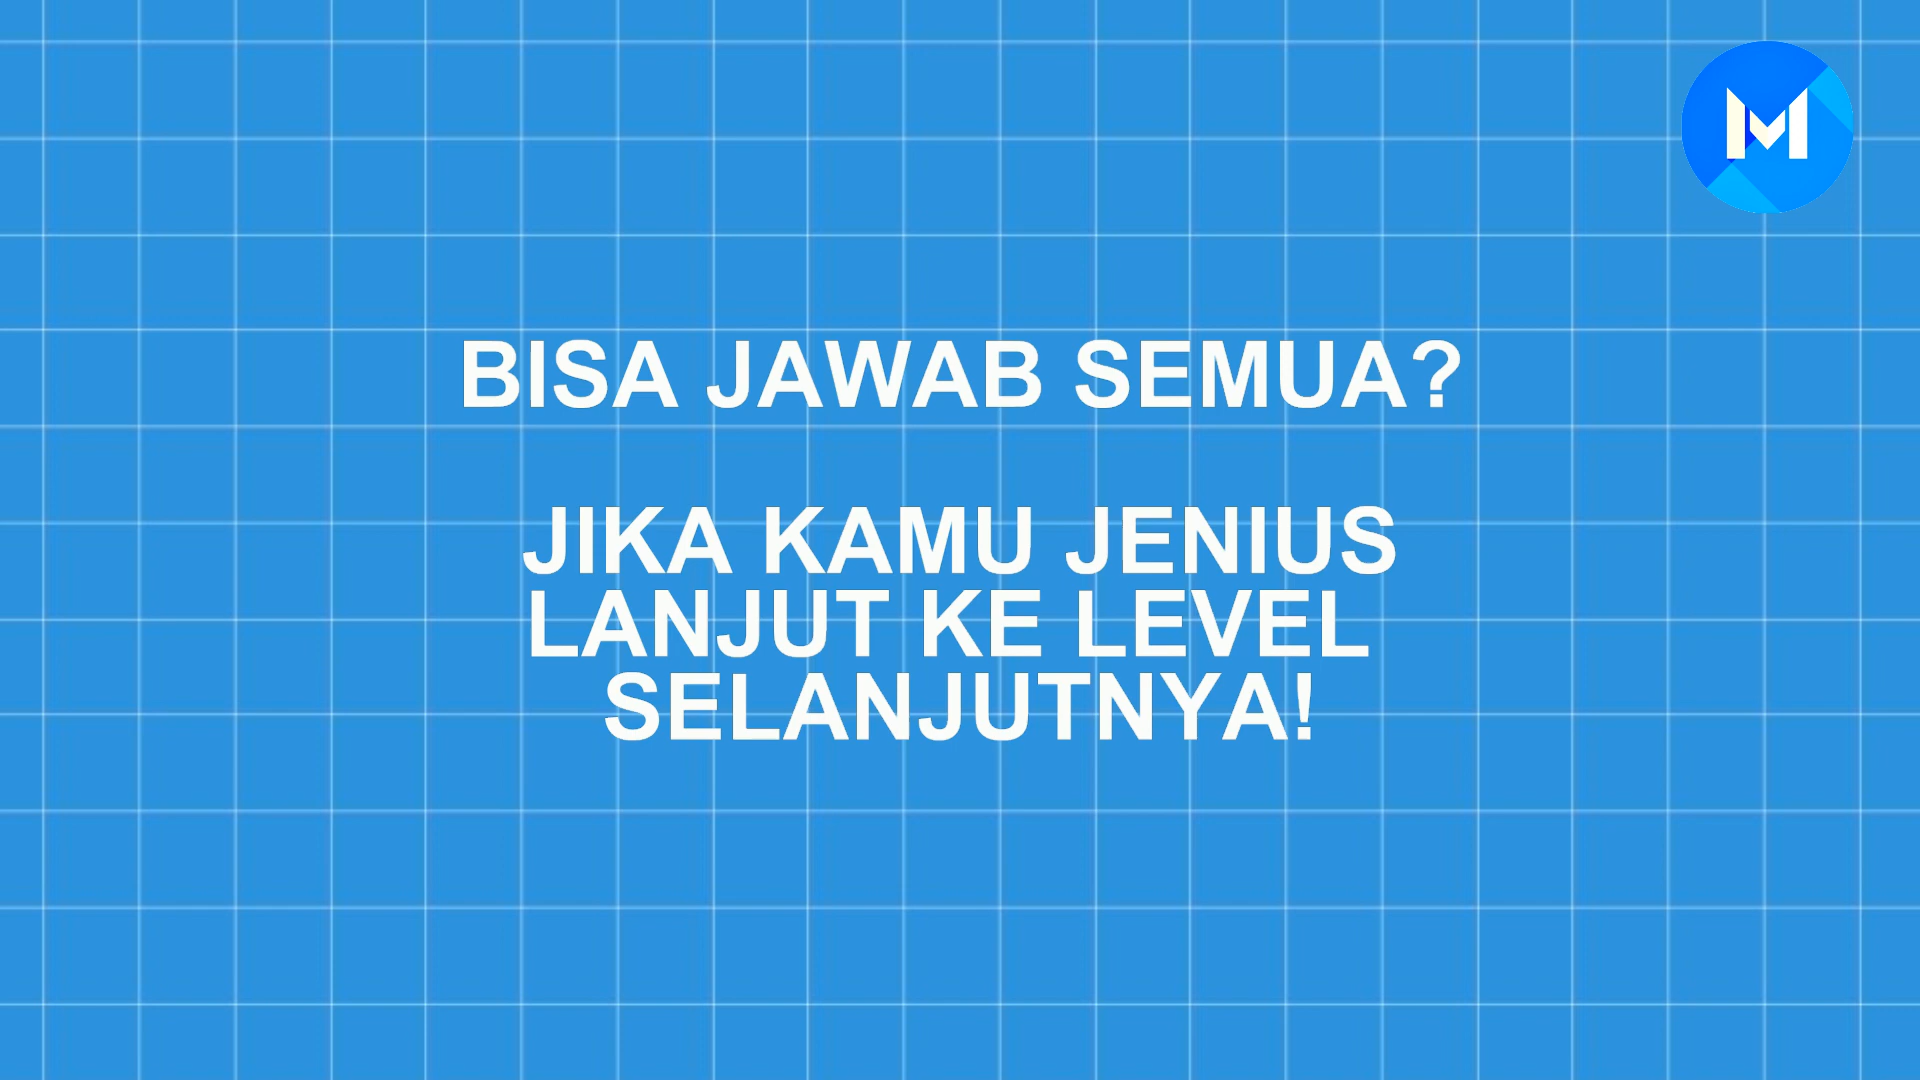 BISA JAWAB SEMUA?
JIKA KAMU JENIUS
LANJUT KE LEVEL
SELANJUTNYA!